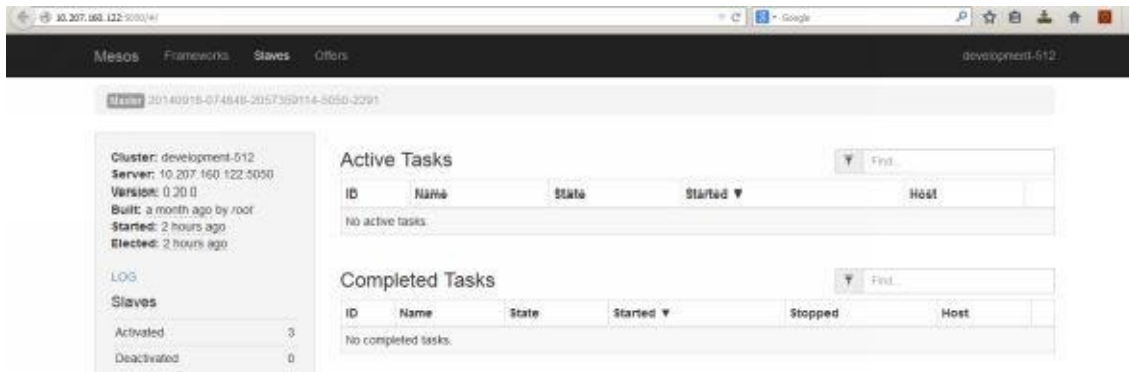 10.207.160.122:5050/#/
Google
Mesos Frameworks Slaves Offers development-512
Master 20140918-074648-2057359114-5050-2291
Cluster: development-512
Server: 10.207.160.122:5050
Version: 0.20.0
Built: a month ago by root
Started: 2 hours ago
Elected: 2 hours ago
LOG
Slaves
Activated 3
Deactivated 0
Active Tasks
Find...
ID Name State Started ▼ Host
No active tasks.
Completed Tasks
Find...
ID Name State Started ▼ Stopped Host
No completed tasks.